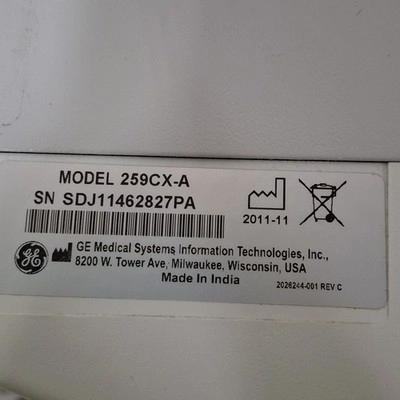 MODEL 259CX-A
SN SDJ11462827PA
2011-11
GE
GE Medical Systems Information Technologies, Inc.,
8200 W. Tower Ave, Milwaukee, Wisconsin, USA
Made In India
2026244-001 REV C